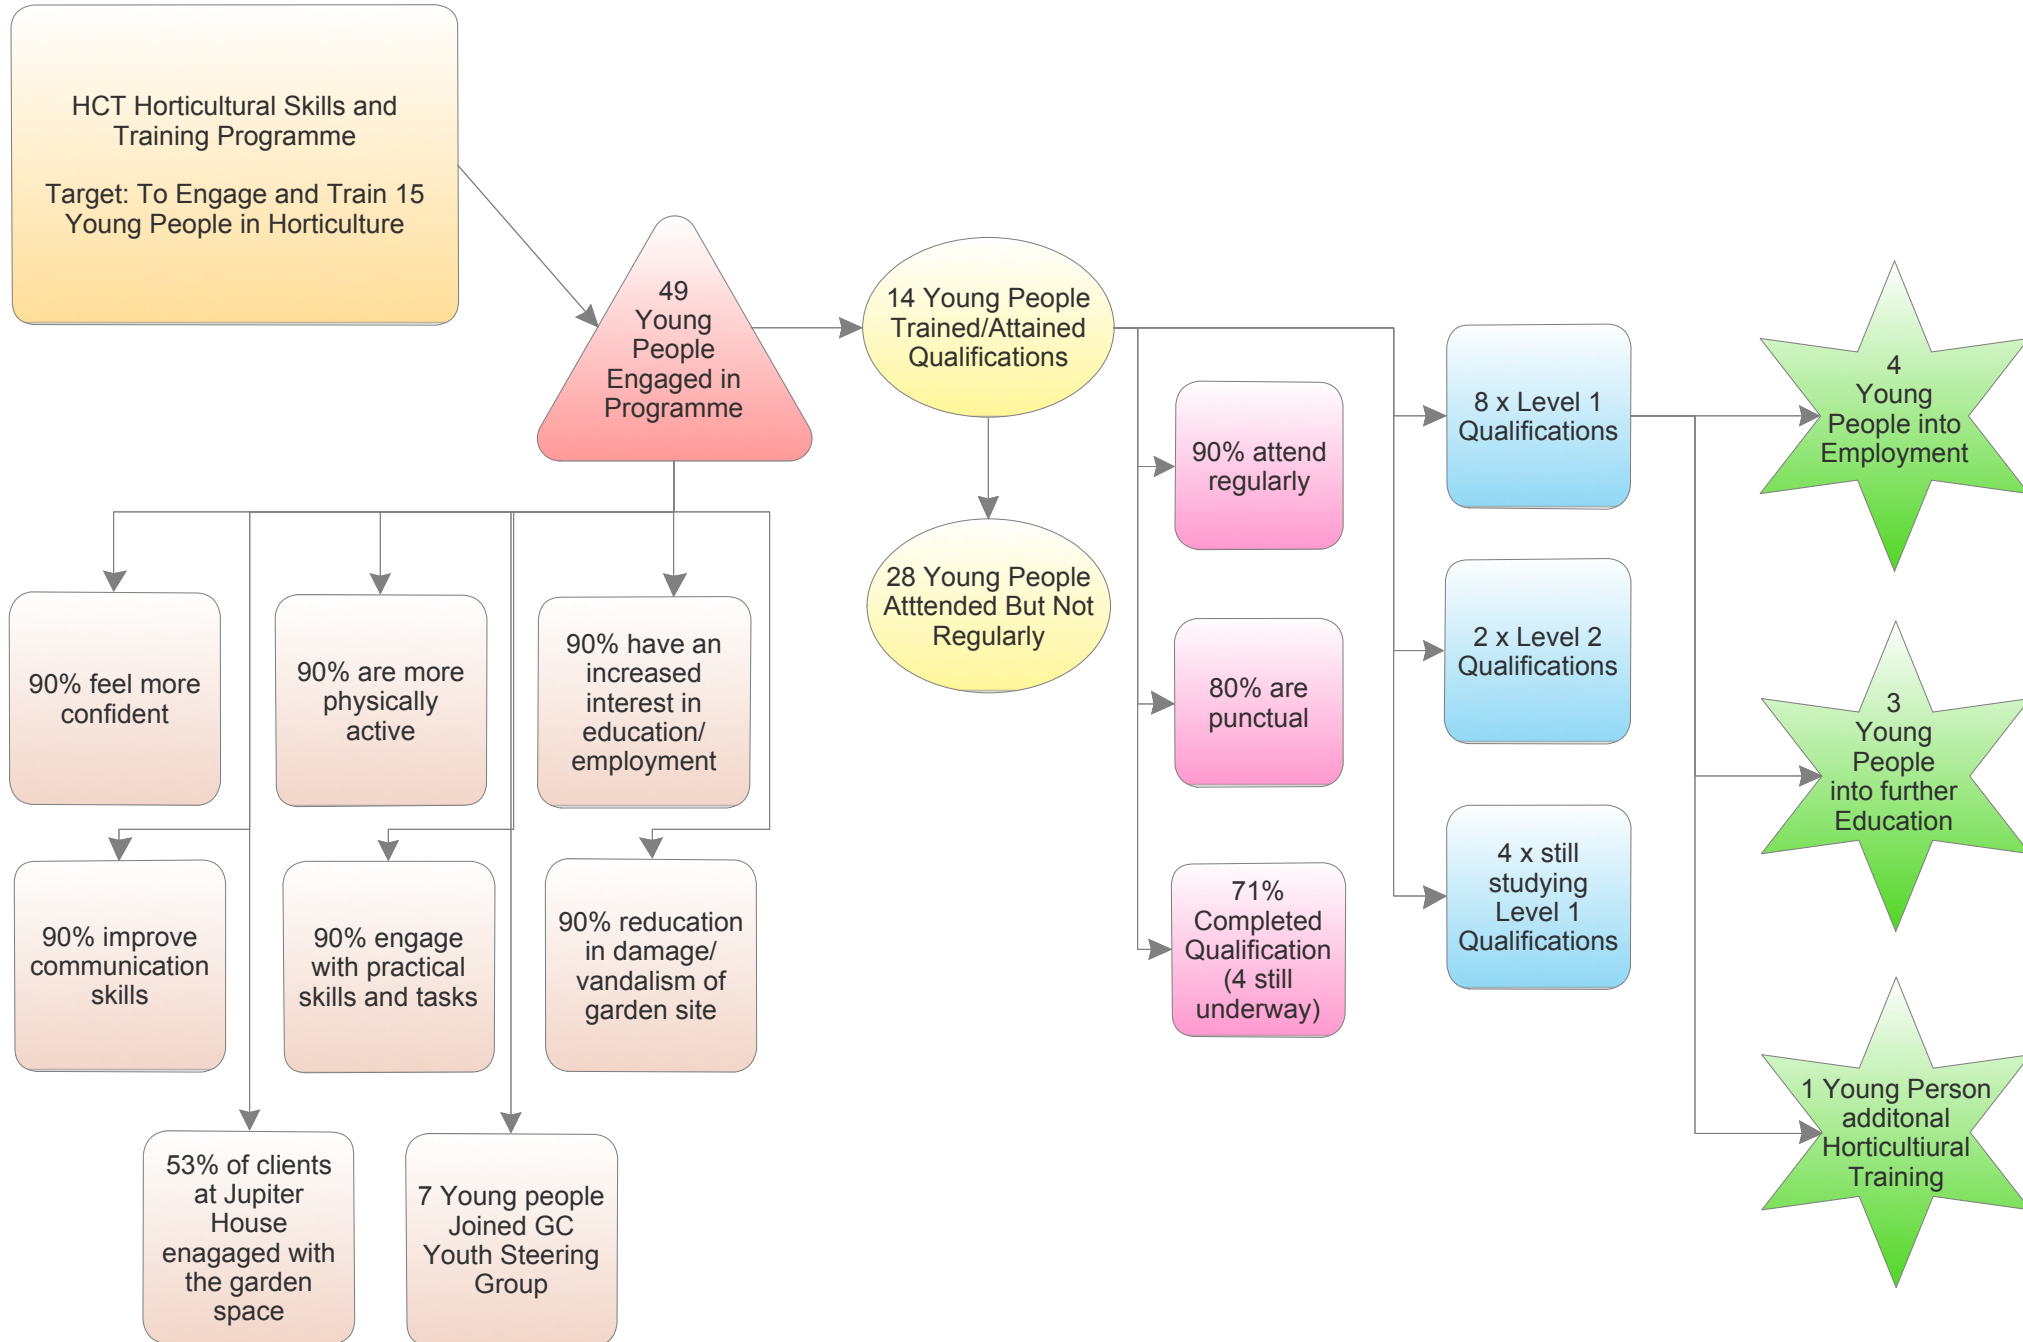 HCT Horticultural Skills and
Training Programme
Target: To Engage and Train 15
Young People in Horticulture
49
Young
People
Engaged in
Programme
14 Young People
Trained/Attained
Qualifications
28 Young People
Atttended But Not
Regularly
90% attend
regularly
80% are
punctual
71%
Completed
Qualification
(4 still
underway)
8 x Level 1
Qualifications
2 x Level 2
Qualifications
4 x still
studying
Level 1
Qualifications
4
Young
People into
Employment
3
Young
People
into further
Education
1 Young Person
additonal
Horticultiural
Training
90% feel more
confident
90% are more
physically
active
90% have an
increased
interest in
education/
employment
90% improve
communication
skills
90% engage
with practical
skills and tasks
90% reducation
in damage/
vandalism of
garden site
53% of clients
at Jupiter
House
enagaged with
the garden
space
7 Young people
Joined GC
Youth Steering
Group